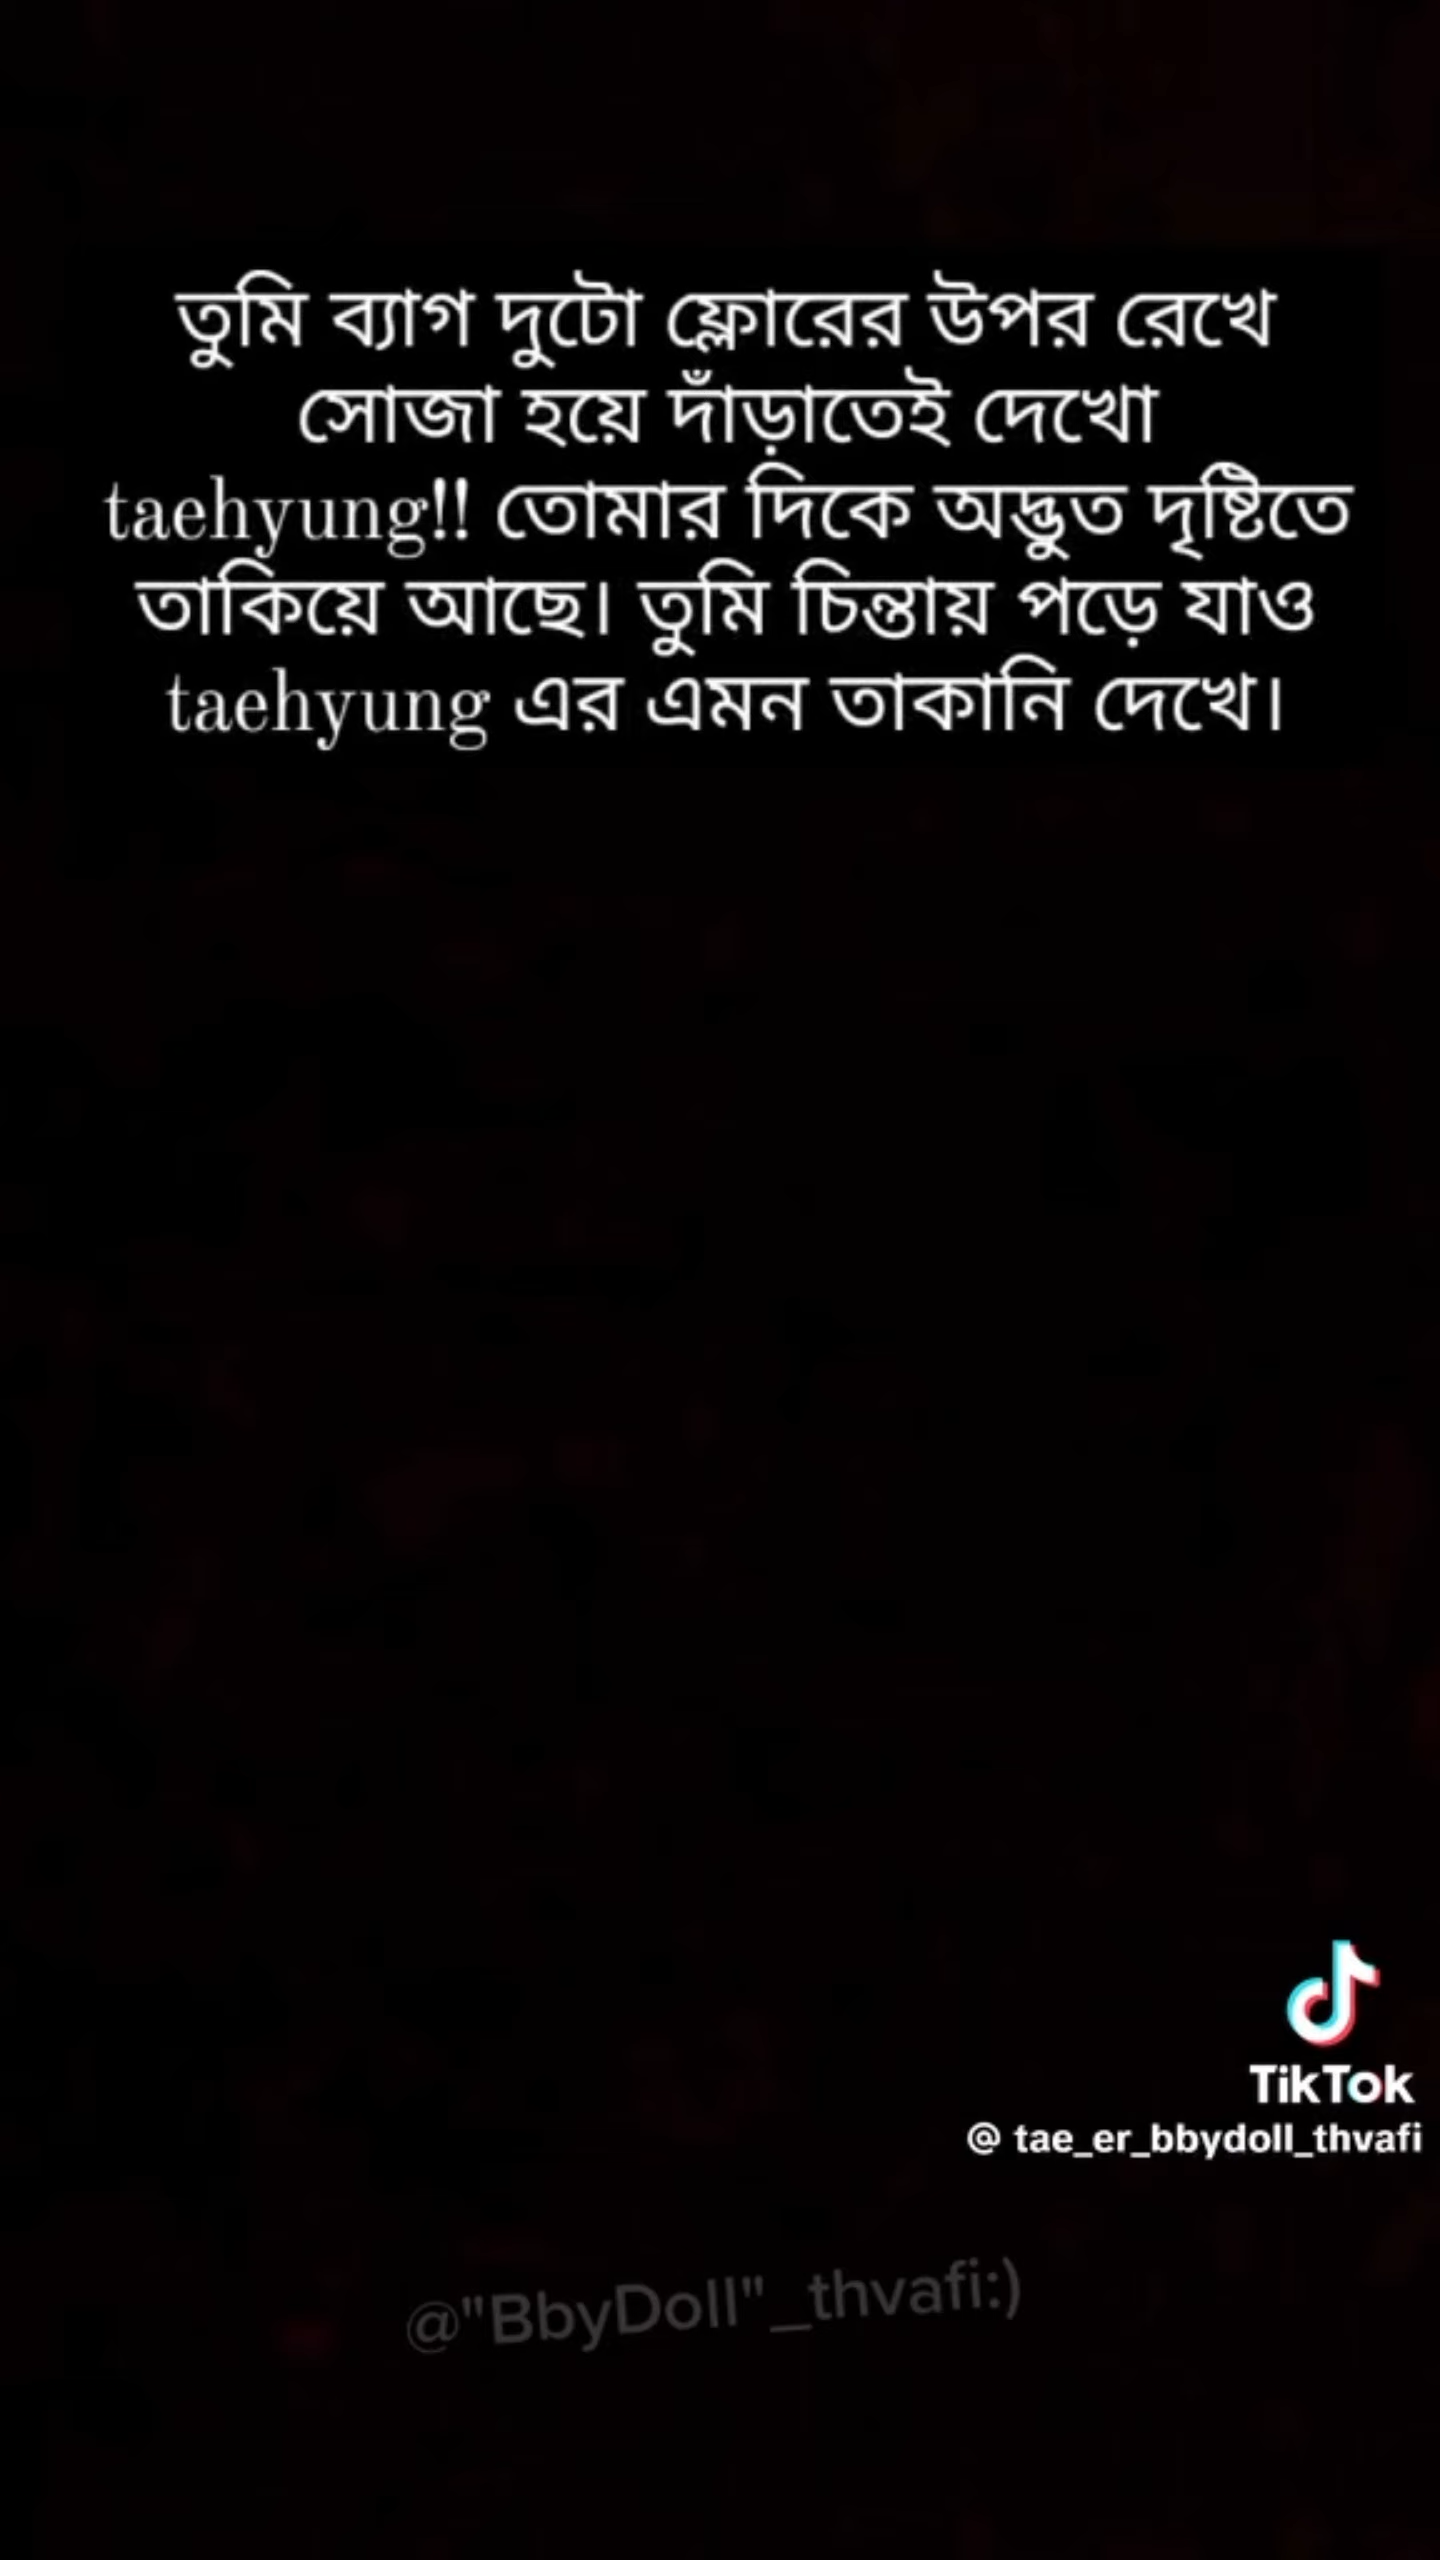 তুমি ব্যাগ দুটো ফ্লোরের উপর রেখে
সোজা হয়ে দাঁড়াতেই দেখো
taehyung!! তোমার দিকে অদ্ভুত দৃষ্টিতে
তাকিয়ে আছে। তুমি চিন্তায় পড়ে যাও
taehyung এর এমন তাকানি দেখে।
TikTok
@ tae_er_bbydoll_thvafi
@"BbyDoll"_thvafi:)